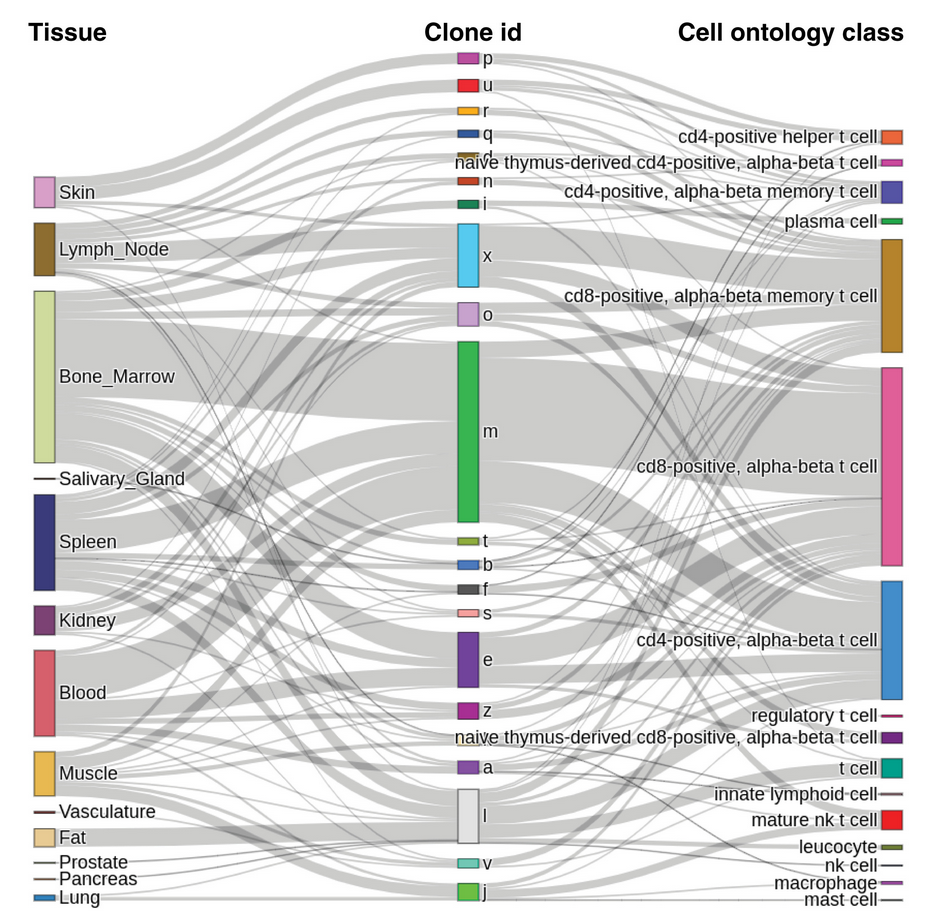 Tissue
Clone id
Cell ontology class
Skin
Lymph_Node
Bone_Marrow
Salivary_Gland
Spleen
Kidney
Blood
Muscle
Vasculature
Fat
Prostate
Pancreas
Lung
p
u
r
q
d
n
i
x
o
m
t
b
f
s
e
z
a
l
v
j
cd4-positive helper t cell
naive thymus-derived cd4-positive, alpha-beta t cell
cd4-positive, alpha-beta memory t cell
plasma cell
cd8-positive, alpha-beta memory t cell
cd8-positive, alpha-beta t cell
cd4-positive, alpha-beta t cell
regulatory t cell
naive thymus-derived cd8-positive, alpha-beta t cell
t cell
innate lymphoid cell
mature nk t cell
leucocyte
nk cell
macrophage
mast cell